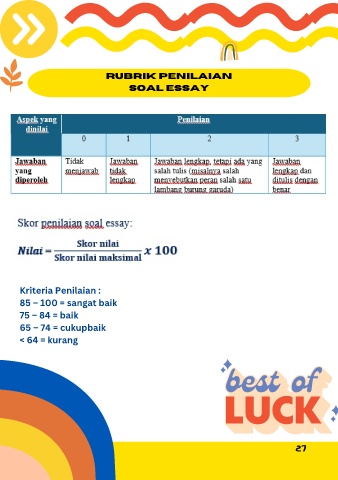 RUBRIK PENILAIAN
SOAL ESSAY
Aspek yang dinilai Penilaian
0 1 2 3
Jawaban yang diperoleh
Tidak menjawab
Jawaban tidak lengkap
Jawaban lengkap, tetapi ada yang salah tulis (misalnya salah menyebutkan peran salah satu lambang burung garuda)
Jawaban lengkap dan ditulis dengan benar
Skor penilaian soal essay:
Nilai = Skor nilai / Skor nilai maksimal x 100
Kriteria Penilaian :
85 – 100 = sangat baik
75 – 84 = baik
65 – 74 = cukupbaik
< 64 = kurang
best of
LUCK
27